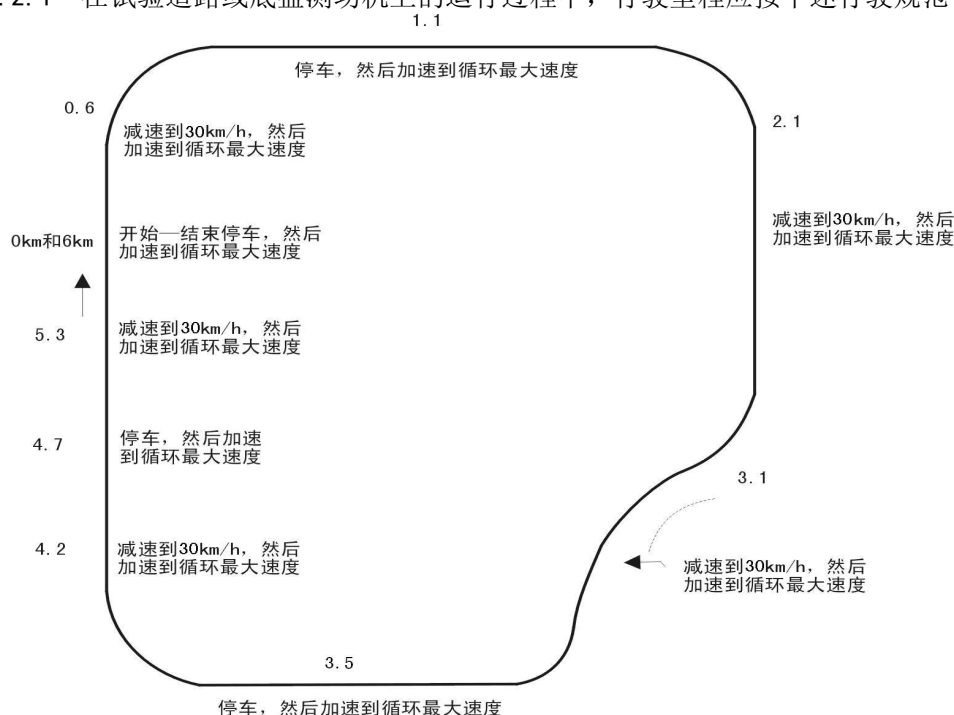 1.1
停车，然后加速到循环最大速度
0.6
减速到30km/h，然后
加速到循环最大速度
2.1
减速到30km/h，然后
加速到循环最大速度
0km和6km
开始—结束停车，然后
加速到循环最大速度
5.3
减速到30km/h，然后
加速到循环最大速度
4.7
停车，然后加速
到循环最大速度
3.1
4.2
减速到30km/h，然后
加速到循环最大速度
减速到30km/h，然后
加速到循环最大速度
3.5
停车，然后加速到循环最大速度